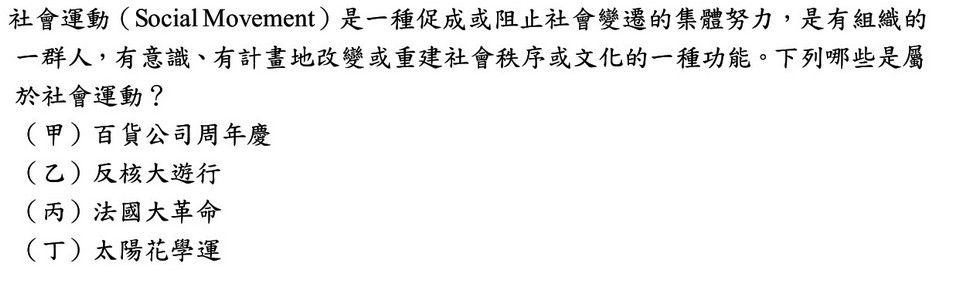 社會運動（Social Movement）是一種促成或阻止社會變遷的集體努力，是有組織的
一群人，有意識、有計畫地改變或重建社會秩序或文化的一種功能。下列哪些是屬
於社會運動？
（甲）百貨公司周年慶
（乙）反核大遊行
（丙）法國大革命
（丁）太陽花學運